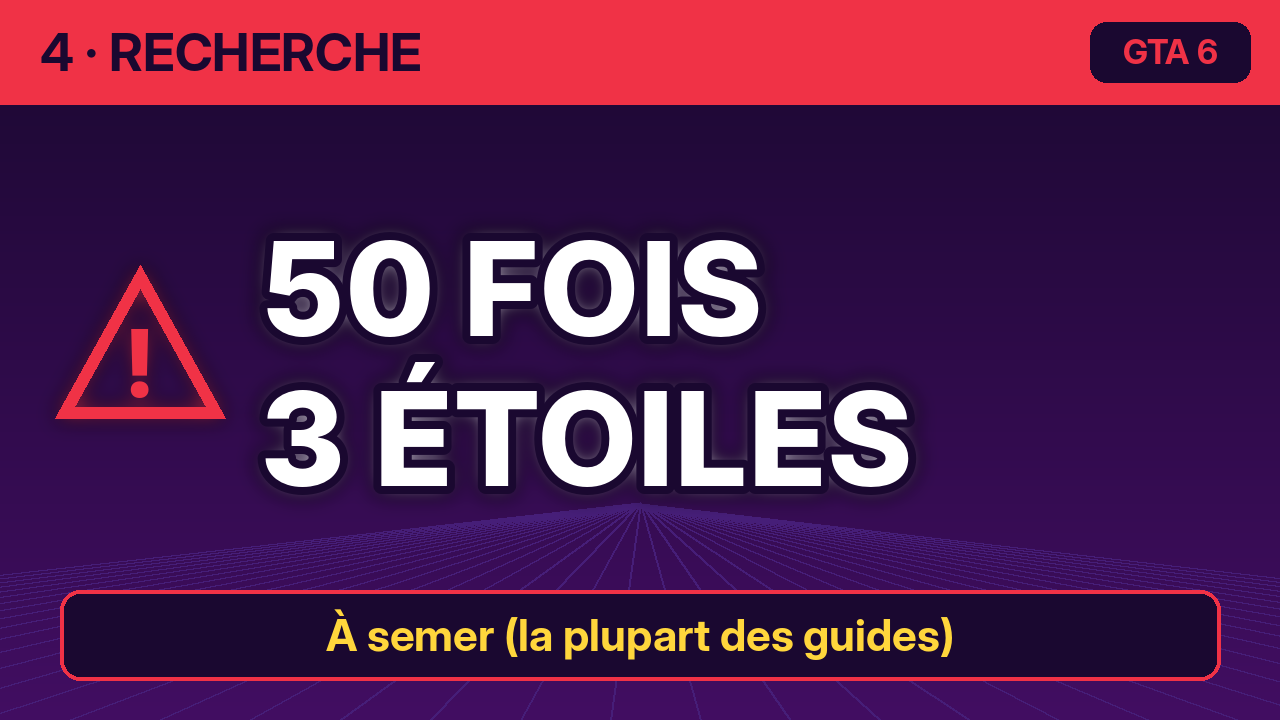 4 · RECHERCHE
GTA 6
50 FOIS
3 ÉTOILES
À semer (la plupart des guides)